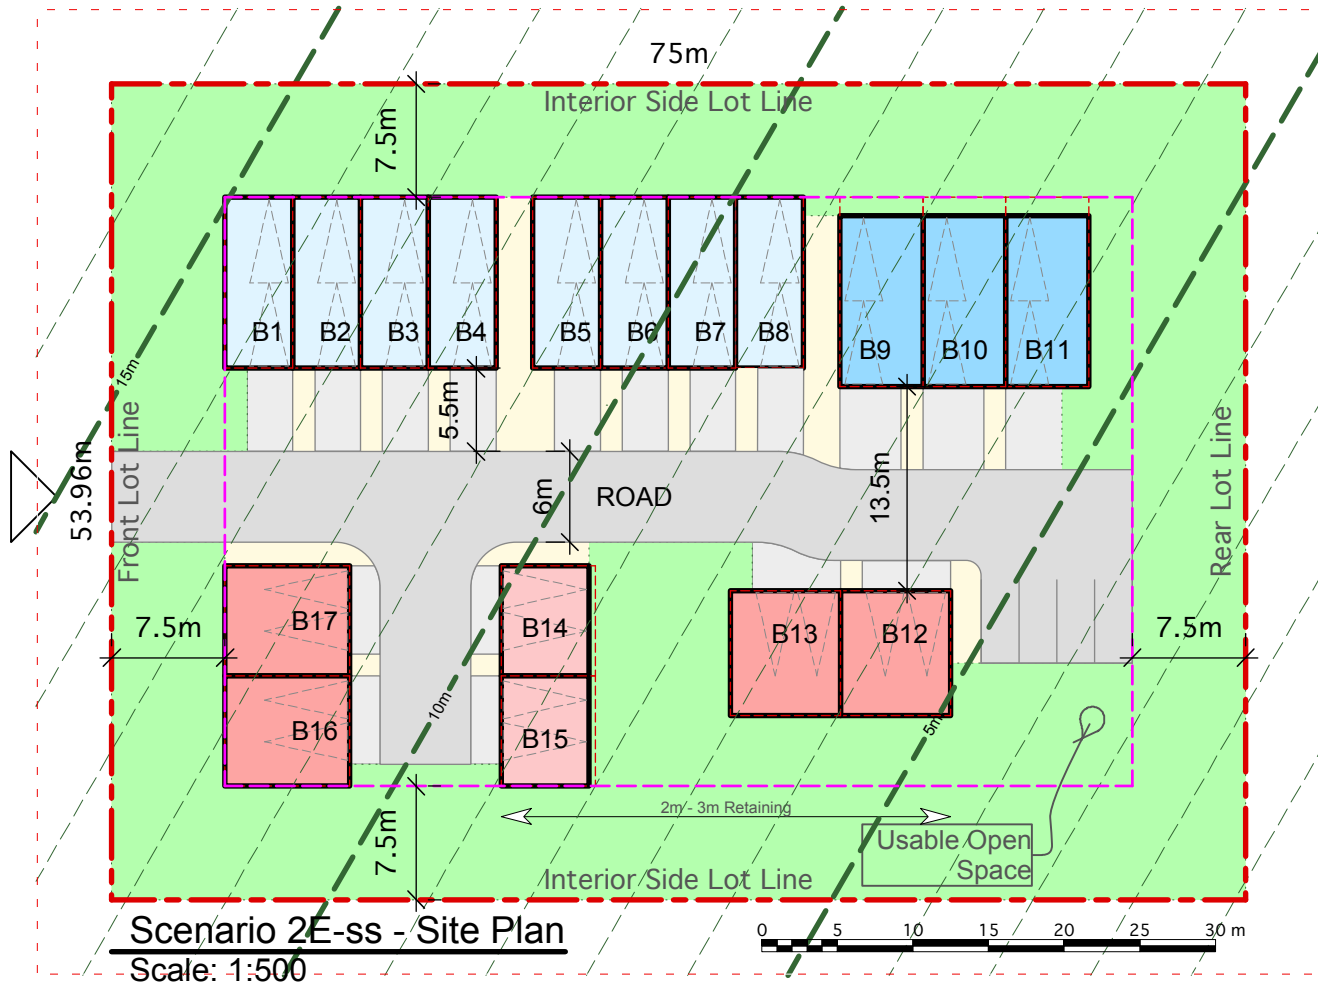 75m
Interior Side Lot Line
7.5m
B1
B2
B3
B4
B5
B6
B7
B8
B9
B10
B11
15m
5.5m
Front Lot Line
53.96m
6m
ROAD
13.5m
Rear Lot Line
7.5m
B17
B14
B13
B12
7.5m
B16
10m
B15
5m
2m - 3m Retaining
7.5m
Usable Open
Space
Interior Side Lot Line
Scenario 2E-ss - Site Plan
Scale: 1:500
0 5 10 15 20 25 30 m